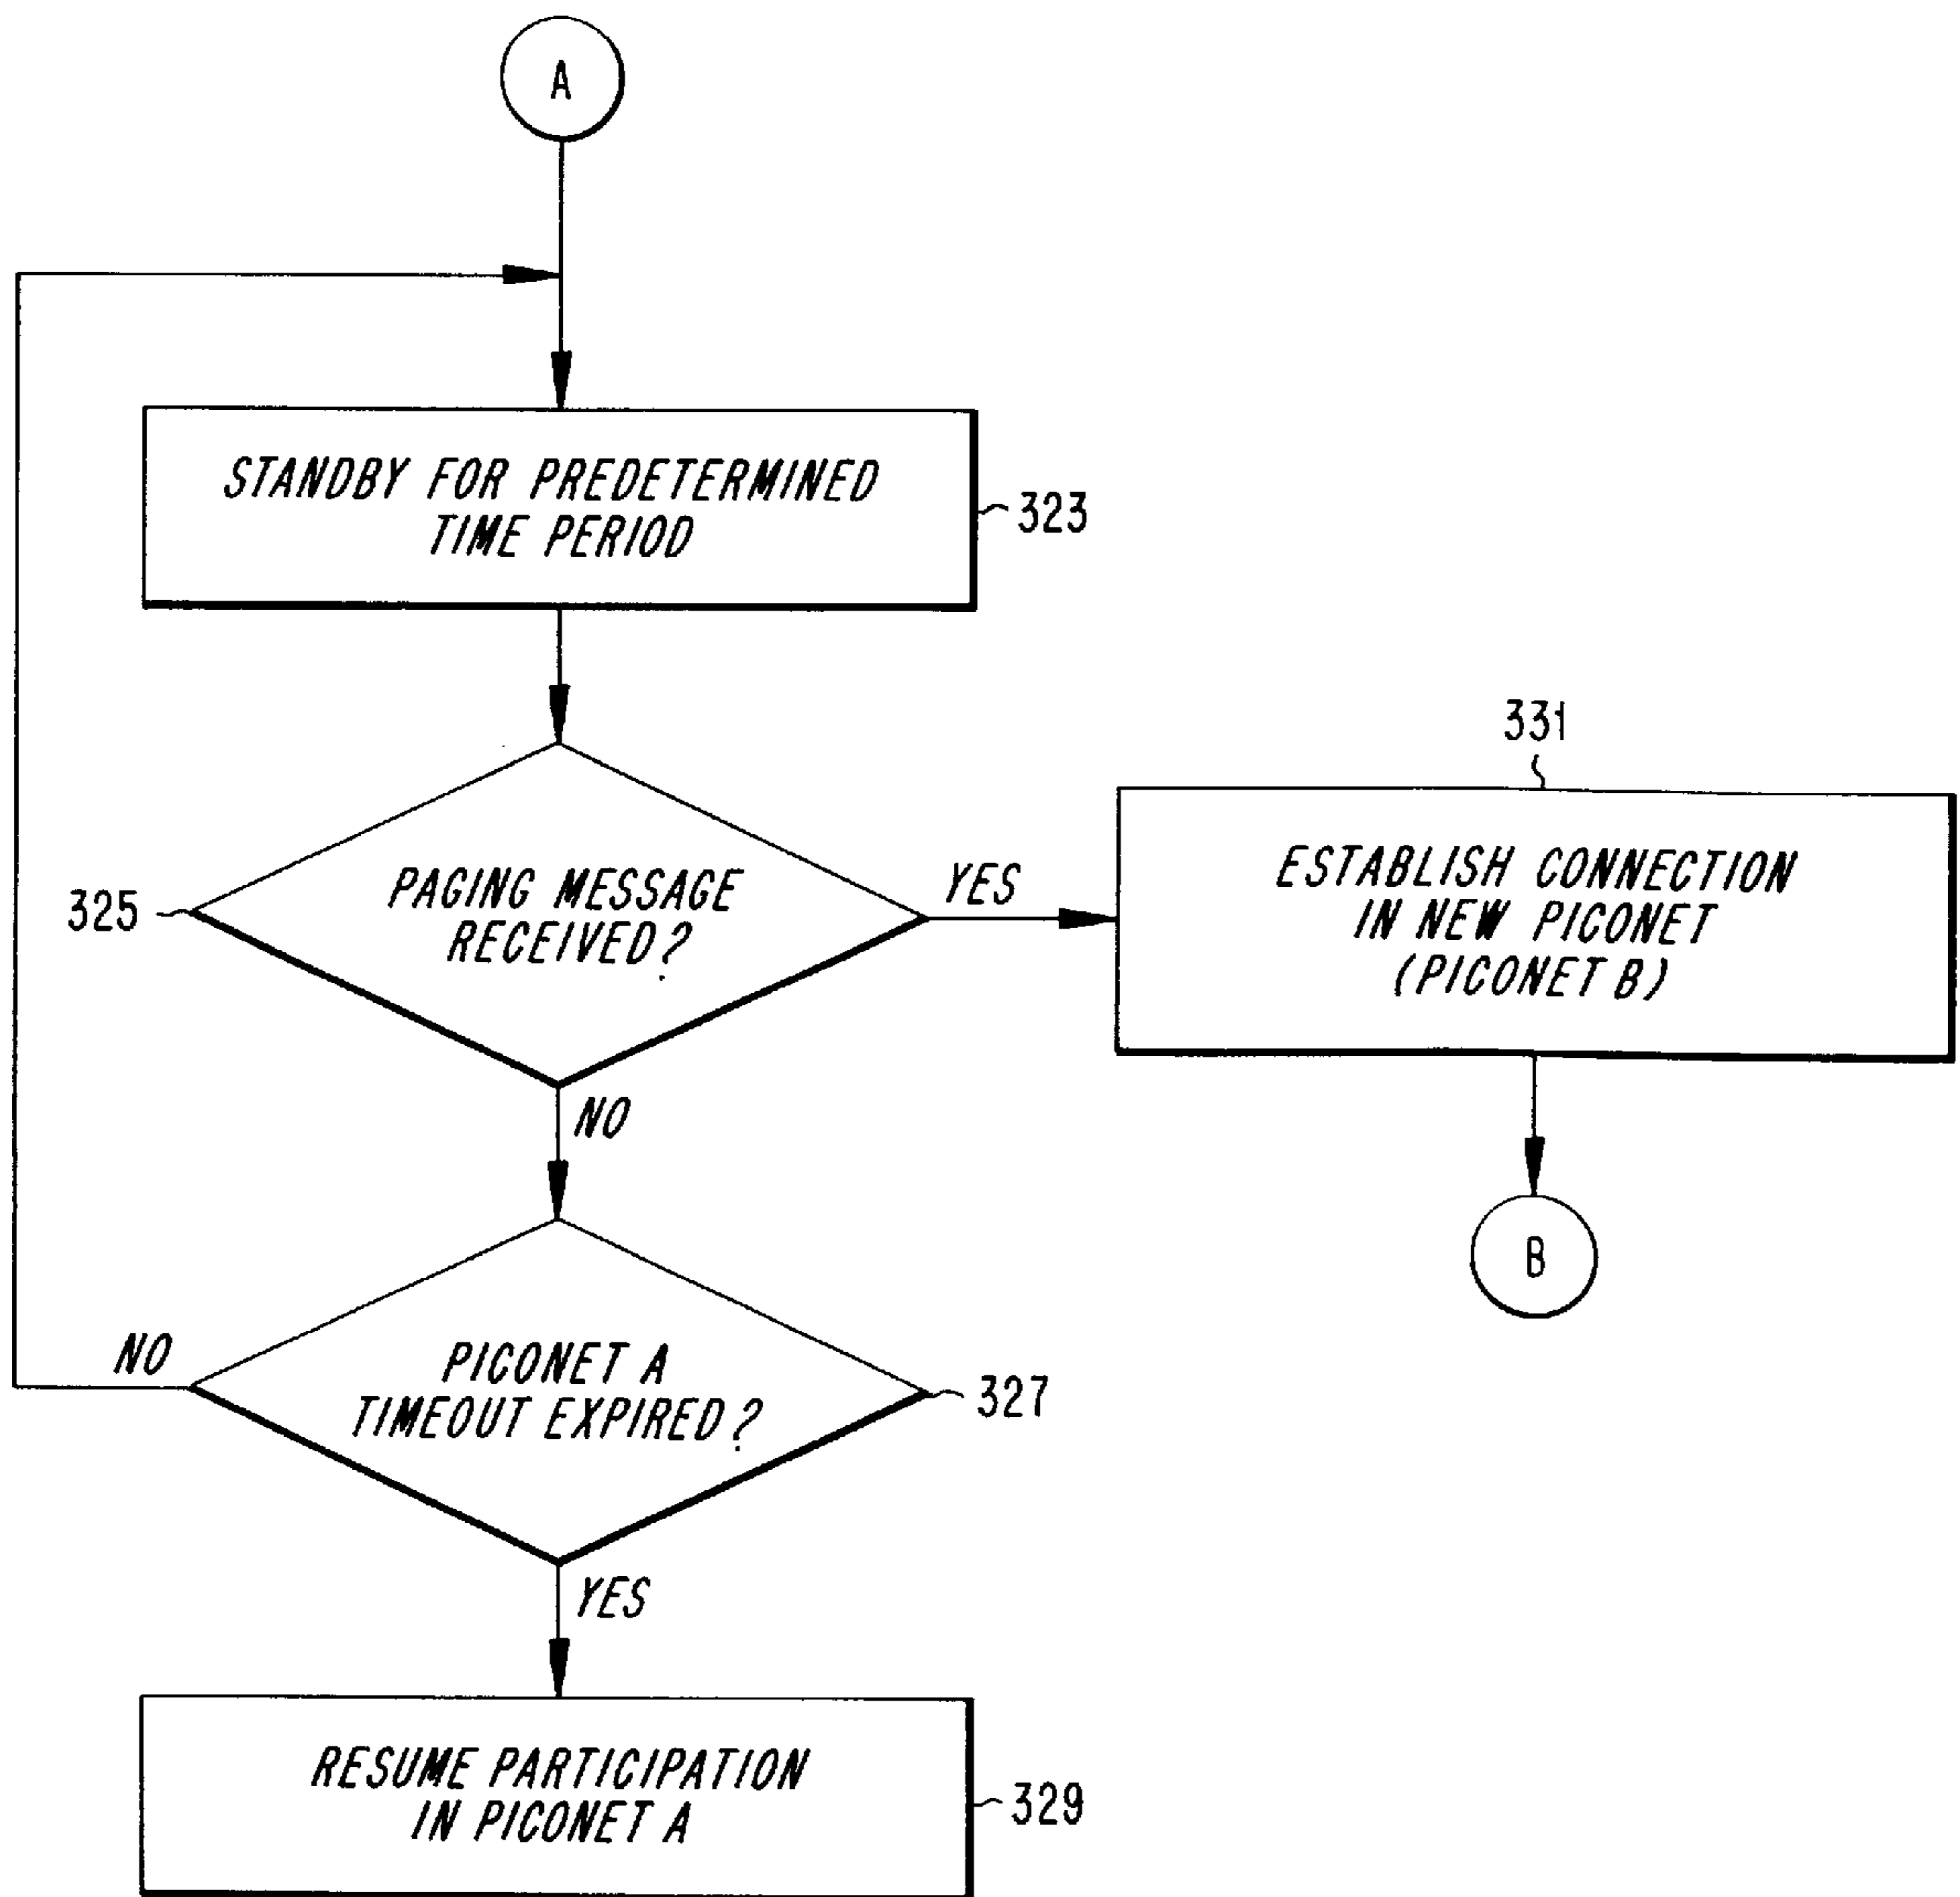 A
STANDBY FOR PREDETERMINED
TIME PERIOD
323
331
PAGING MESSAGE
RECEIVED?
325
YES
ESTABLISH CONNECTION
IN NEW PICONET
(PICONET B)
NO
B
NO
PICONET A
TIMEOUT EXPIRED?
327
YES
RESUME PARTICIPATION
IN PICONET A
329